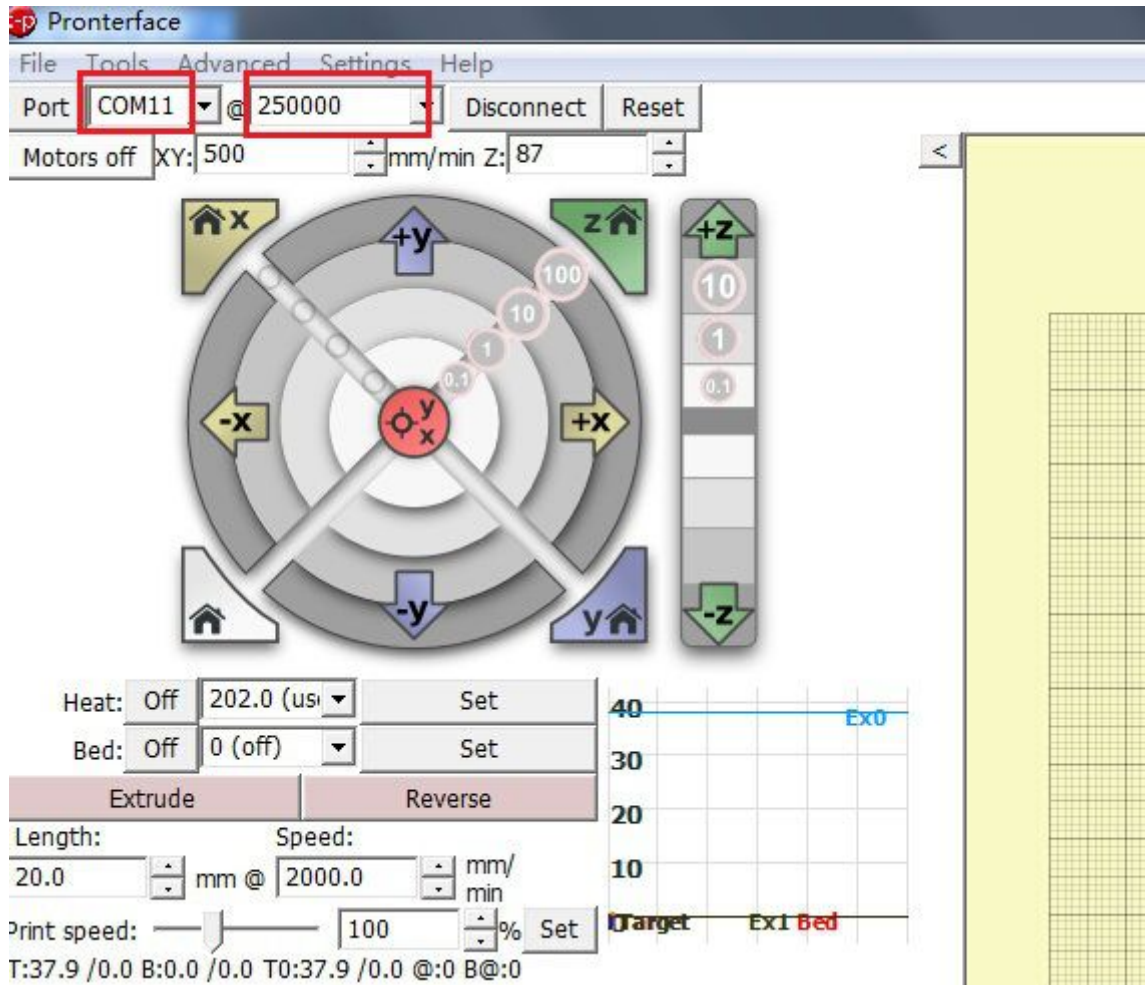 Pronterface
File Tools Advanced Settings Help
Port COM11 @ 250000 Disconnect Reset
Motors off XY: 500 mm/min Z: 87
<
x z
+y +z
100 10
10
1 1
0.1 0.1
-x y x +x
-y -z
y
Heat: Off 202.0 (us Set
Bed: Off 0 (off) Set
Extrude Reverse
Length: Speed:
20.0 mm @ 2000.0 mm/
min
Print speed: 100 % Set
T:37.9 /0.0 B:0.0 /0.0 T0:37.9 /0.0 @:0 B@:0
40 Ex0
30
20
10
Target Ex1 Bed